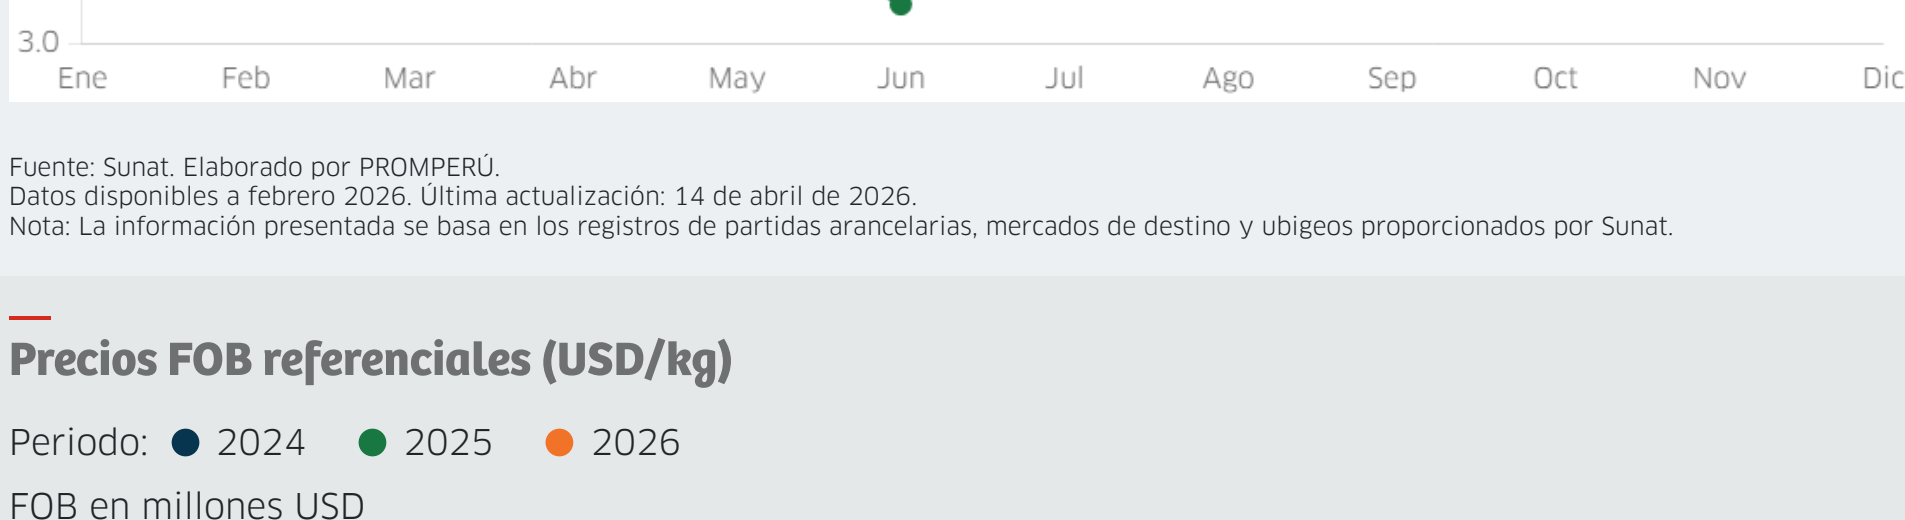 3.0
Ene Feb Mar Abr May Jun Jul Ago Sep Oct Nov Dic
Fuente: Sunat. Elaborado por PROMPERÚ.
Datos disponibles a febrero 2026. Última actualización: 14 de abril de 2026.
Nota: La información presentada se basa en los registros de partidas arancelarias, mercados de destino y ubigeos proporcionados por Sunat.
Precios FOB referenciales (USD/kg)
Periodo: 2024 2025 2026
FOB en millones USD